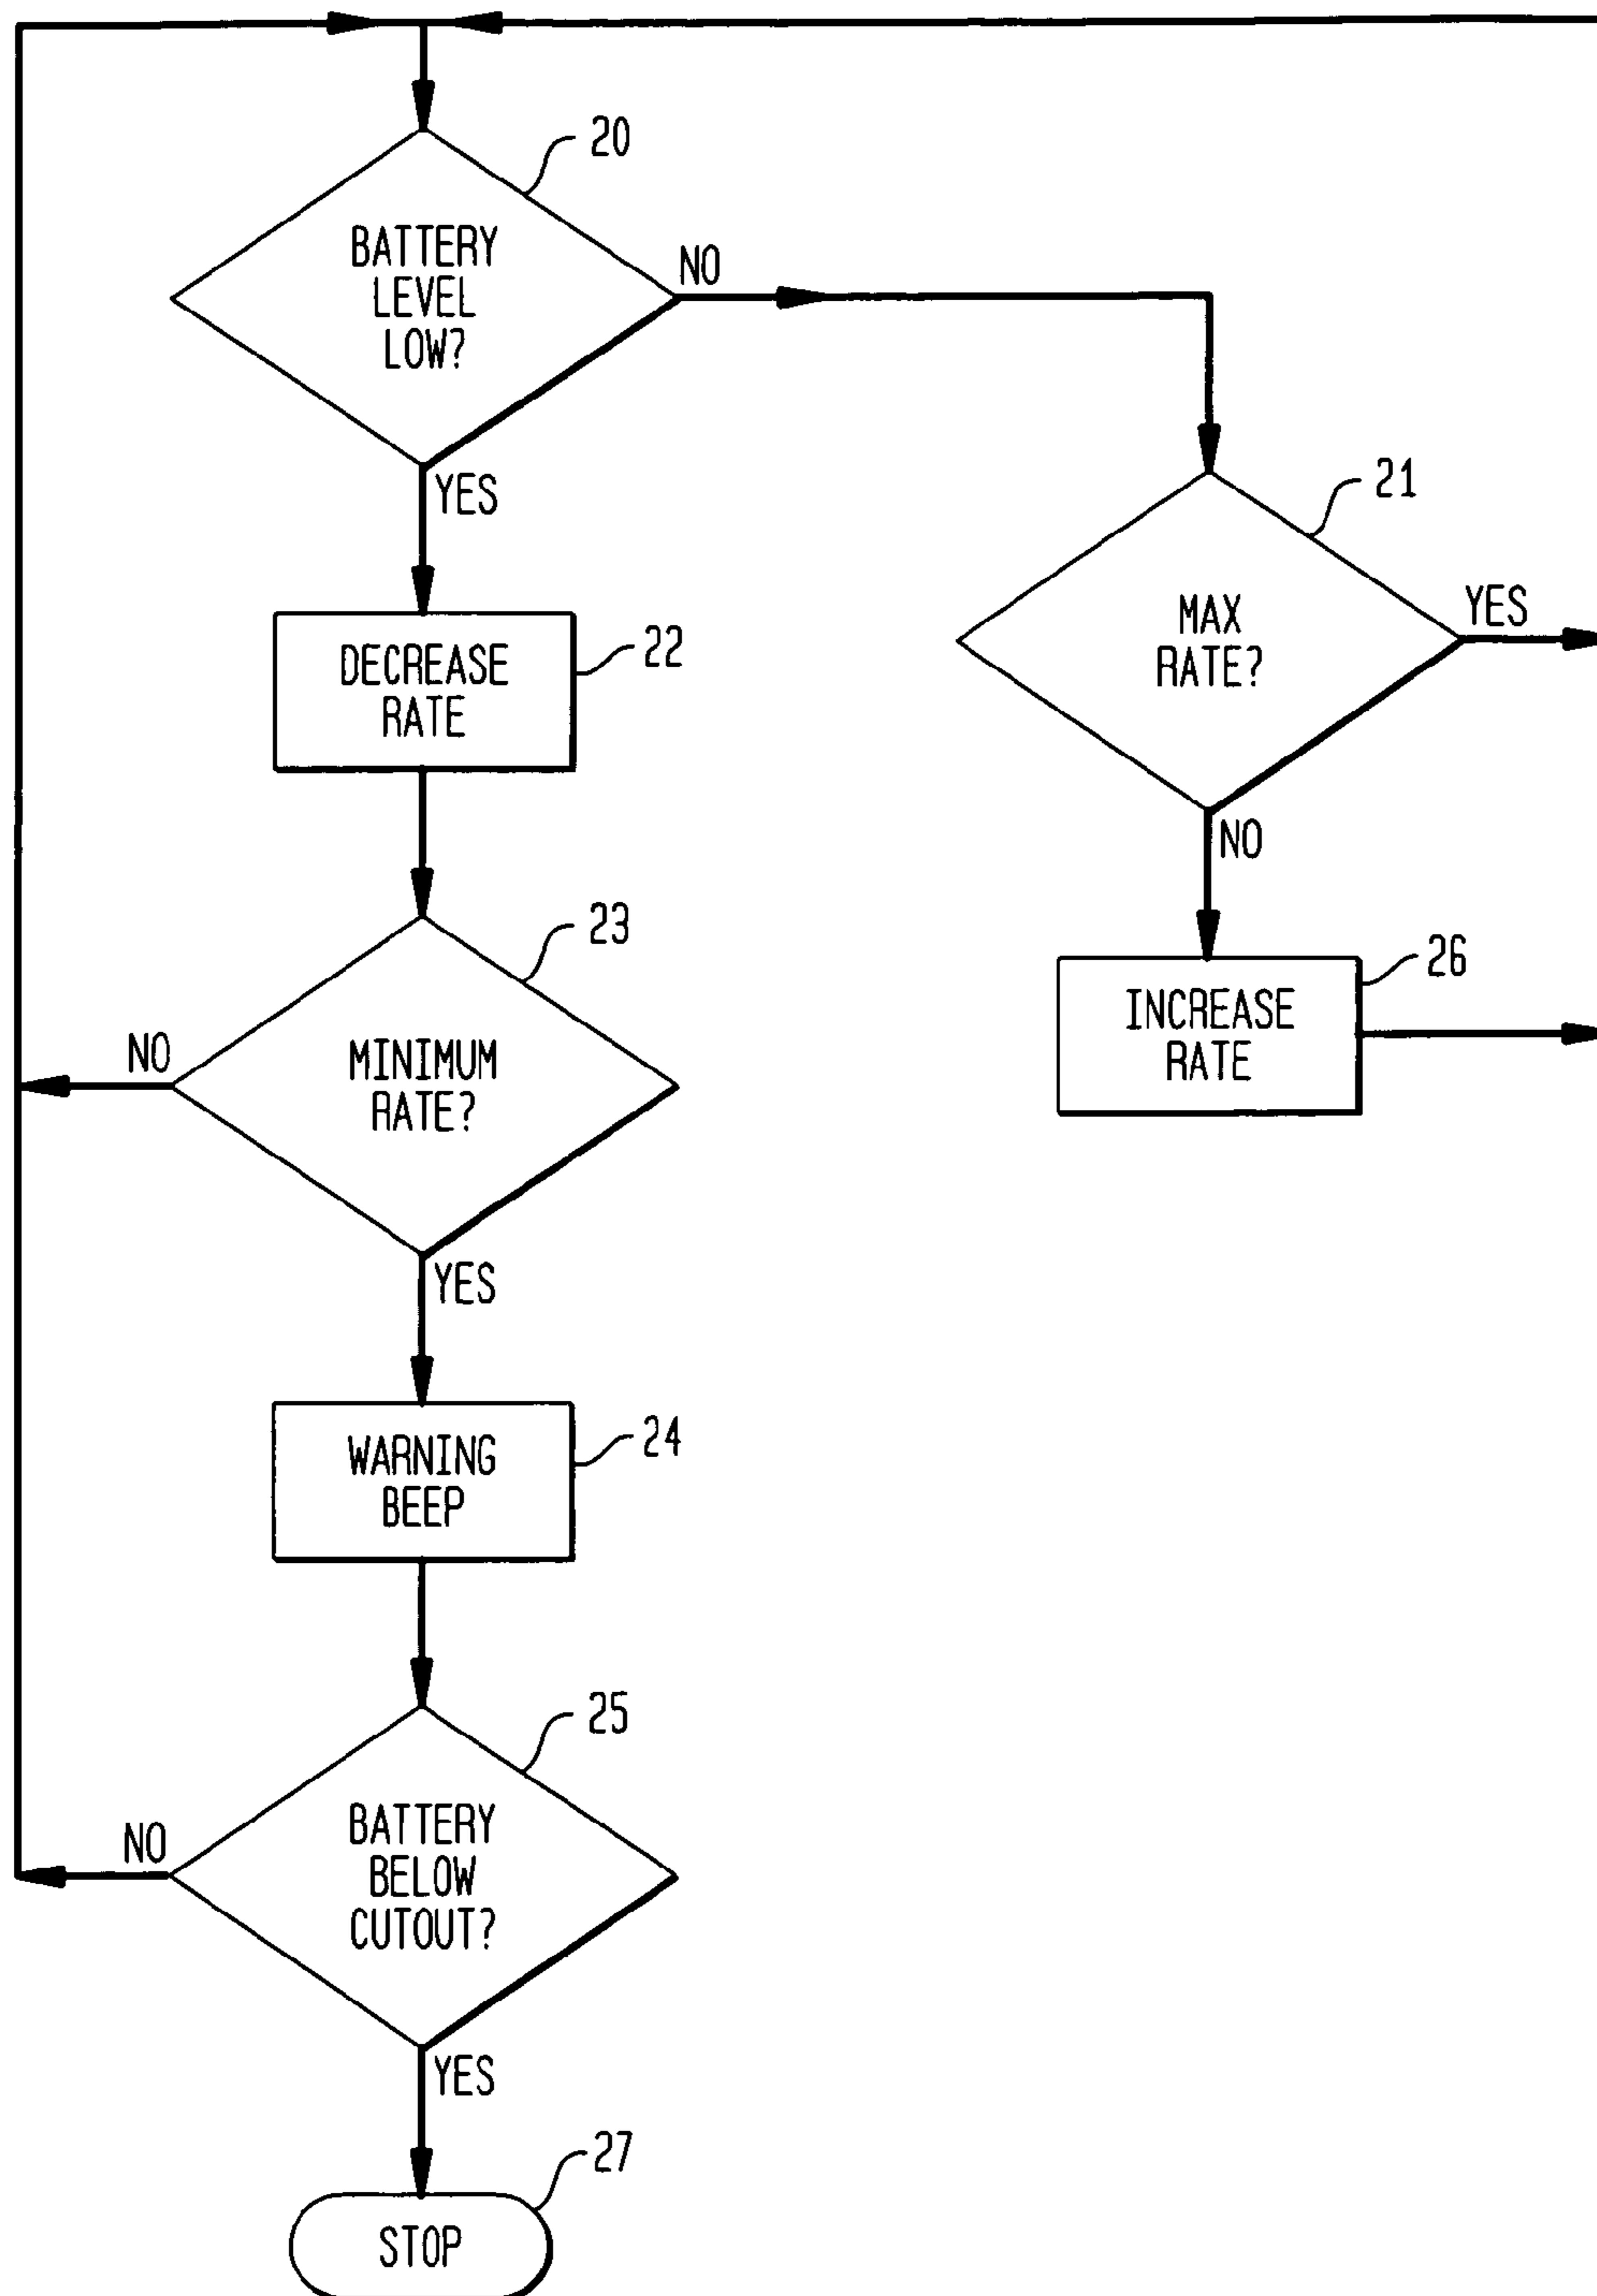 20
BATTERY
LEVEL
LOW?
NO
YES
21
MAX
RATE?
YES
NO
22
DECREASE
RATE
23
MINIMUM
RATE?
NO
YES
26
INCREASE
RATE
24
WARNING
BEEP
25
BATTERY
BELOW
CUTOUT?
NO
YES
27
STOP